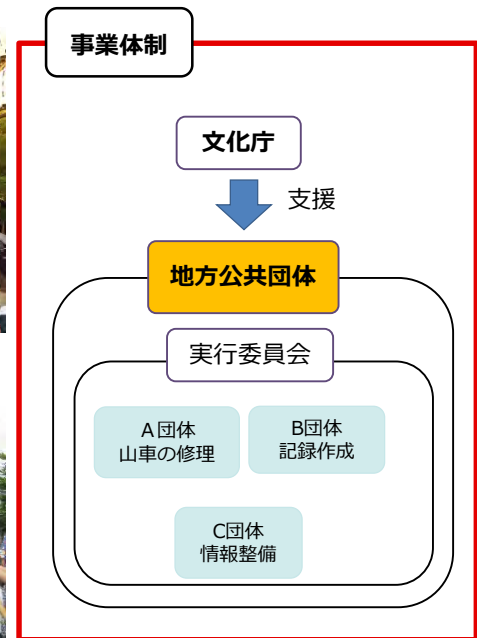 事業体制
文化庁
支援
地方公共団体
実行委員会
A団体
山車の修理
B団体
記録作成
C団体
情報整備